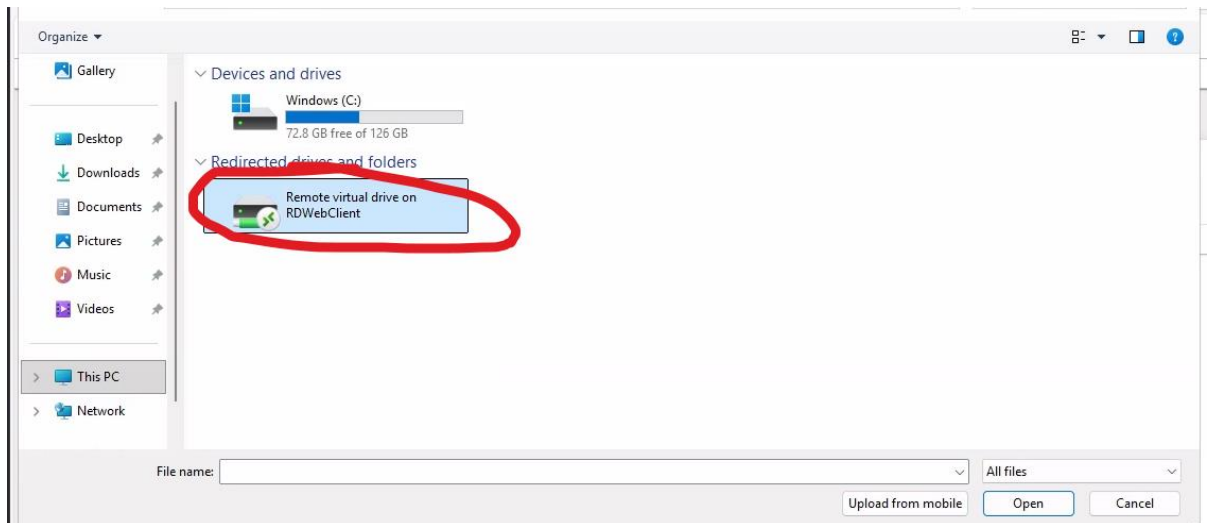 Organize
Gallery
Desktop
Downloads
Documents
Pictures
Music
Videos
This PC
Network
Devices and drives
Windows (C:)
72.8 GB free of 126 GB
Redirected drives and folders
Remote virtual drive on
RDWebClient
File name:
All files
Upload from mobile
Open
Cancel